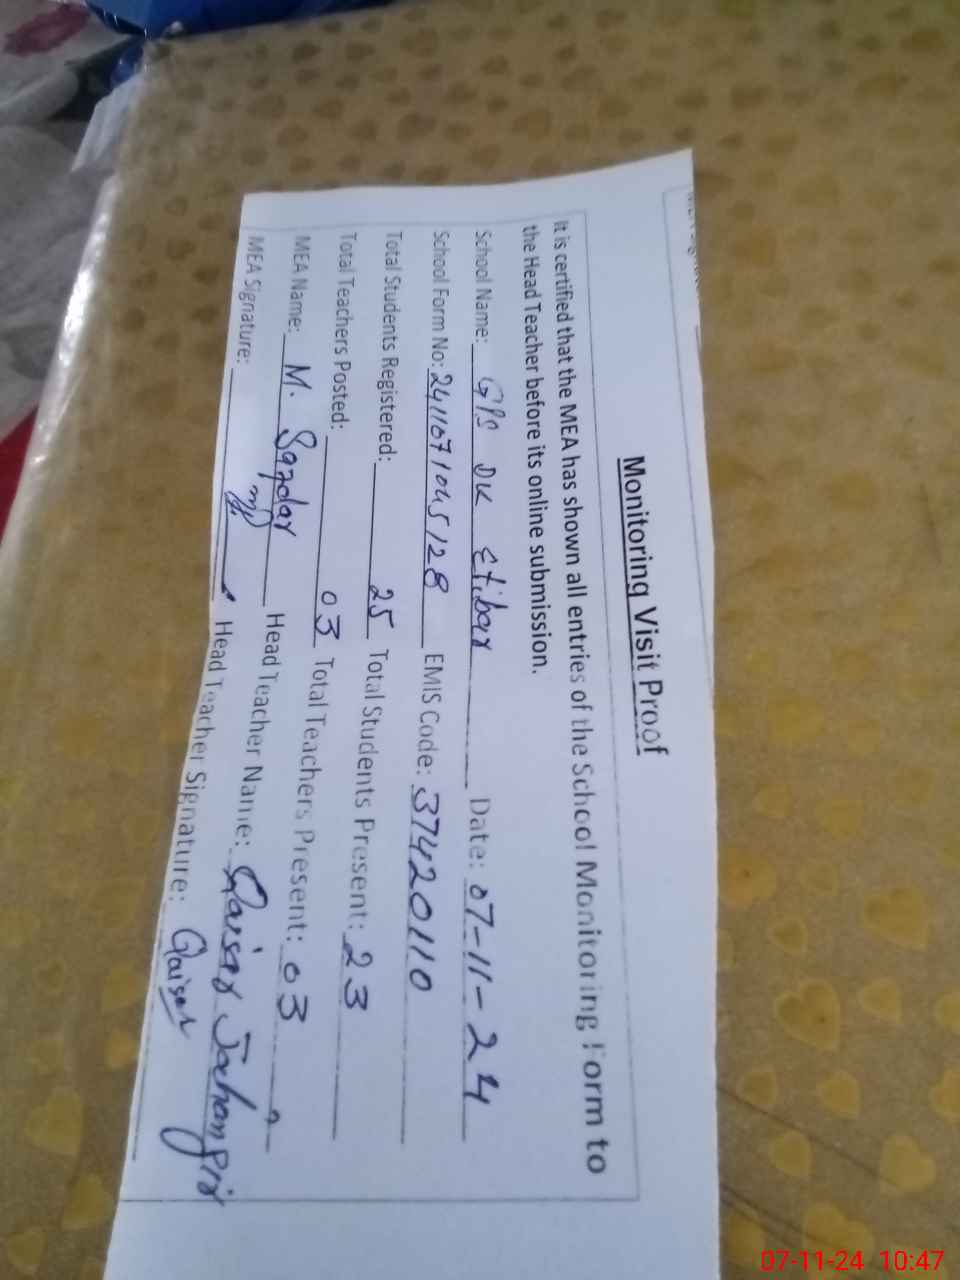 Monitoring Visit Proof
It is certified that the MEA has shown all entries of the School Monitoring Form to
the Head Teacher before its online submission.
School Name: GPS DK Etibar Date: 07-11-24
School Form No: 2411071045128 EMIS Code: 37420110
Total Students Registered: 25 Total Students Present: 23
Total Teachers Posted: 03 Total Teachers Present: 03
MEA Name: M. Safdar Head Teacher Name: Qaisar
MEA Signature: Head Teacher Signature: Qaisar
07-11-24 10:47